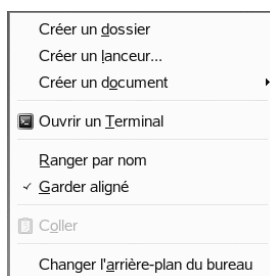 Créer un dossier
Créer un lanceur...
Créer un document
Ouvrir un Terminal
Ranger par nom
Garder aligné
Coller
Changer l'arrière-plan du bureau